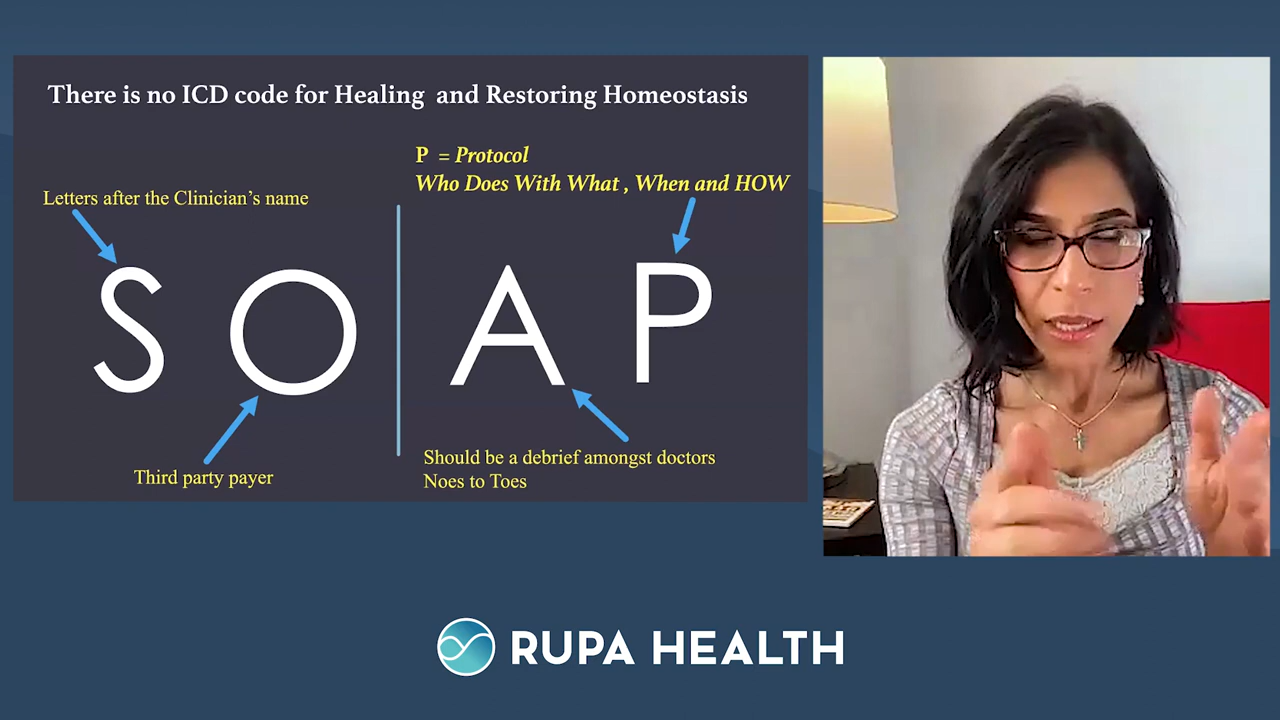 There is no ICD code for Healing and Restoring Homeostasis
P = Protocol
Who Does With What , When and HOW
Letters after the Clinician's name
S O A P
Third party payer
Should be a debrief amongst doctors
Noes to Toes
RUPA HEALTH